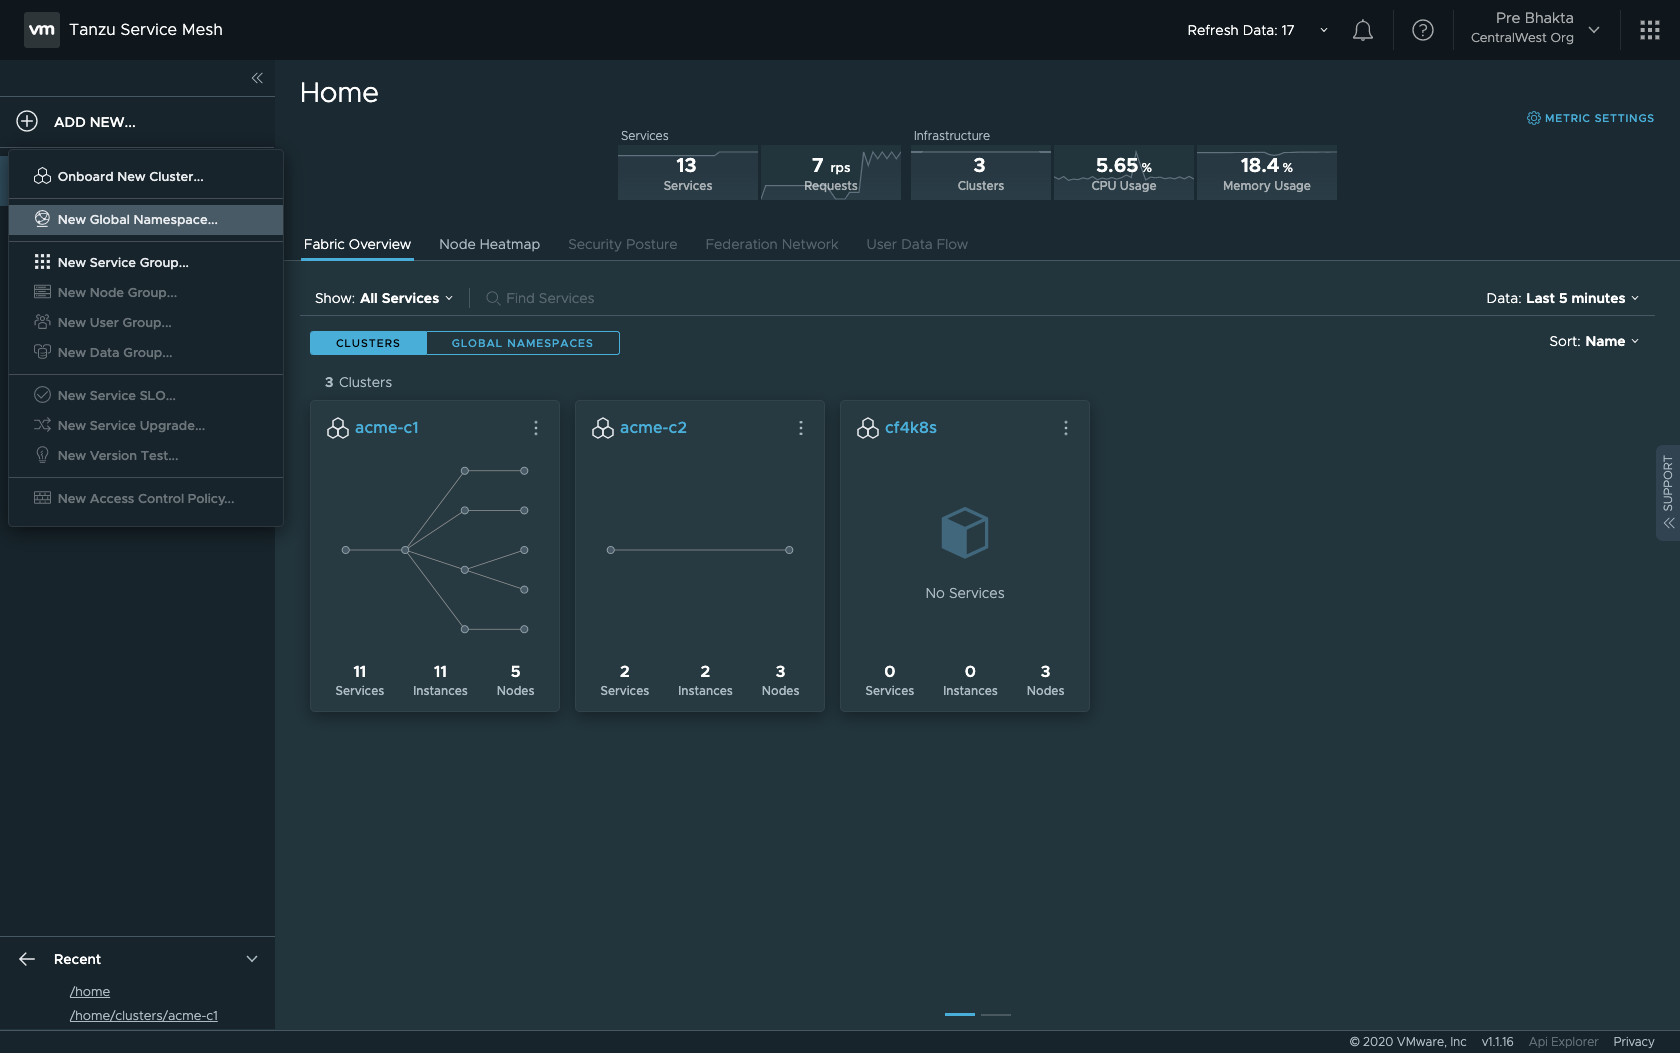 vm Tanzu Service Mesh
Refresh Data: 17
Pre Bhakta
CentralWest Org
ADD NEW...
Onboard New Cluster...
New Global Namespace...
New Service Group...
New Node Group...
New User Group...
New Data Group...
New Service SLO...
New Service Upgrade...
New Version Test...
New Access Control Policy...
Recent
/home
/home/clusters/acme-c1
Home
METRIC SETTINGS
Services
13
Services
7 rps
Requests
Infrastructure
3
Clusters
5.65 %
CPU Usage
18.4 %
Memory Usage
Fabric Overview Node Heatmap Security Posture Federation Network User Data Flow
Show: All Services Find Services
Data: Last 5 minutes
CLUSTERS GLOBAL NAMESPACES
Sort: Name
3 Clusters
acme-c1
11 11 5
Services Instances Nodes
acme-c2
2 2 3
Services Instances Nodes
cf4k8s
No Services
0 0 3
Services Instances Nodes
SUPPORT
© 2020 VMware, Inc v1.1.16 Api Explorer Privacy